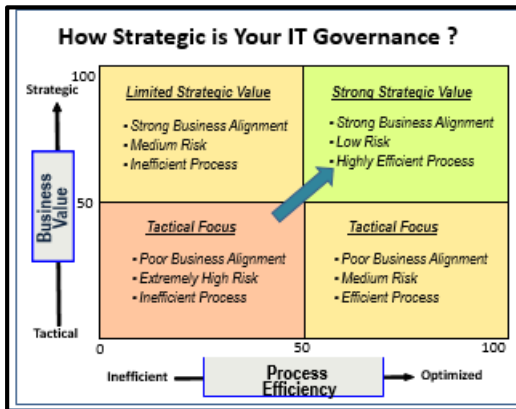 How Strategic is Your IT Governance ?
100
Strategic
Limited Strategic Value
▪ Strong Business Alignment
▪ Medium Risk
▪ Inefficient Process
Strong Strategic Value
▪ Strong Business Alignment
▪ Low Risk
▪ Highly Efficient Process
Business
Value
50
Tactical Focus
▪ Poor Business Alignment
▪ Extremely High Risk
▪ Inefficient Process
Tactical Focus
▪ Poor Business Alignment
▪ Medium Risk
▪ Efficient Process
Tactical
0
50
100
Inefficient
Process
Efficiency
Optimized